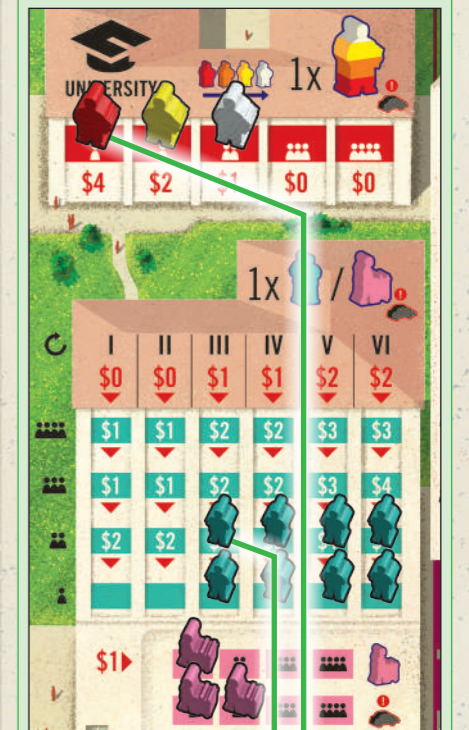 UNIVERSITY
1x
$4 $2 $1 $0 $0
1x /
I II III IV V VI
$0 $0 $1 $1 $2 $2
$1 $1 $2 $2 $3 $3
$1 $1 $2 $2 $3 $4
$2 $2
$1